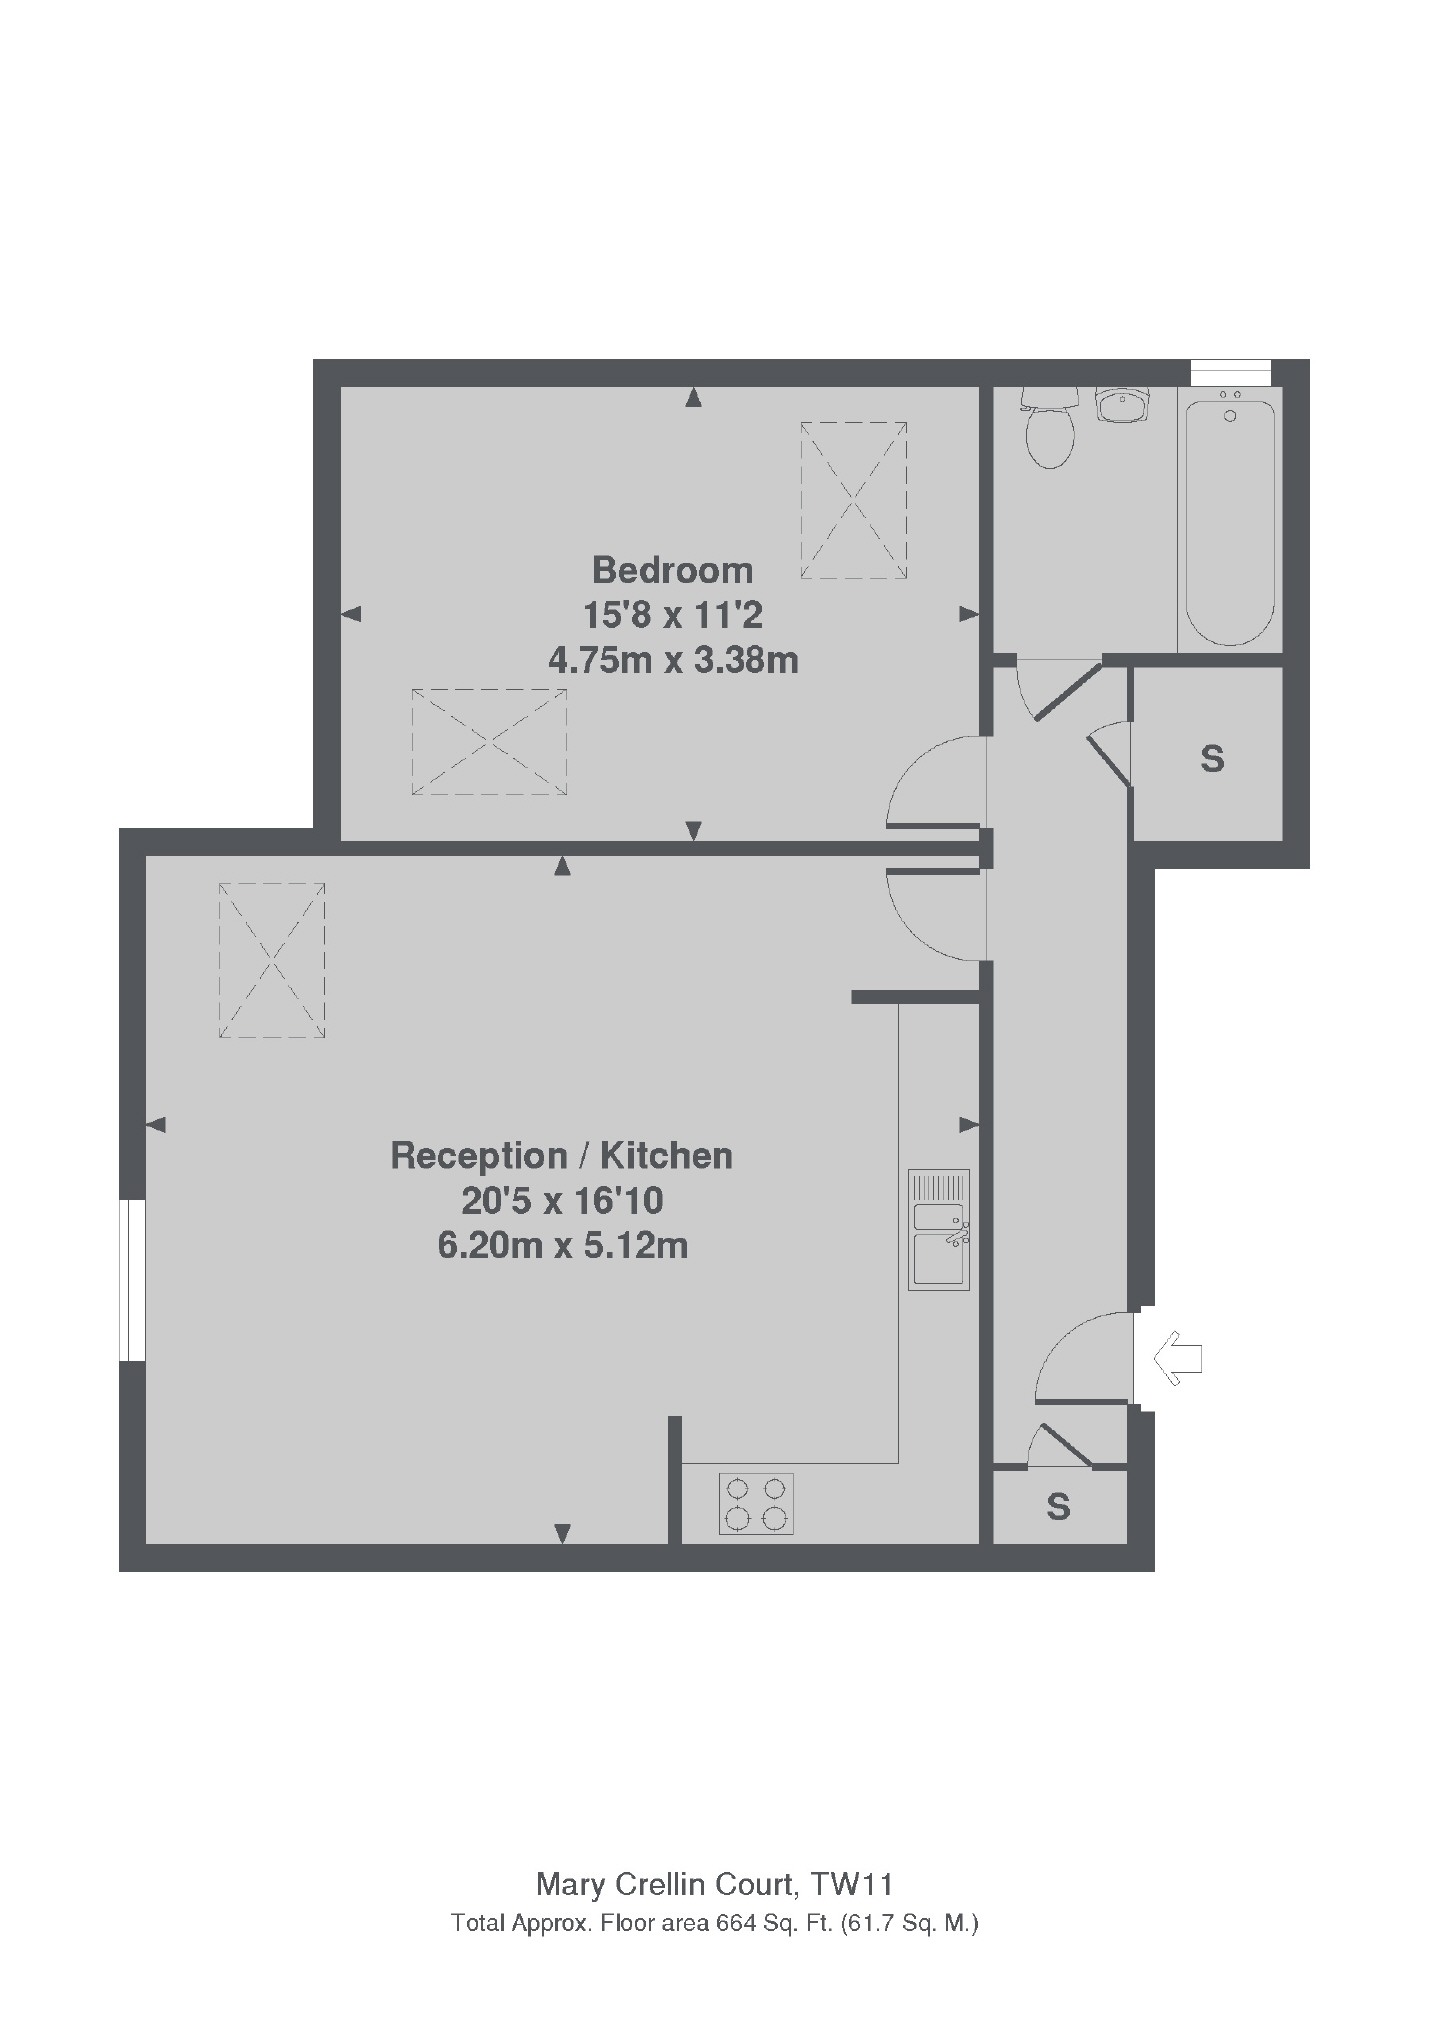 Bedroom
15'8 x 11'2
4.75m x 3.38m
S
Reception / Kitchen
20'5 x 16'10
6.20m x 5.12m
S
Mary Crellin Court, TW11
Total Approx. Floor area 664 Sq. Ft. (61.7 Sq. M.)